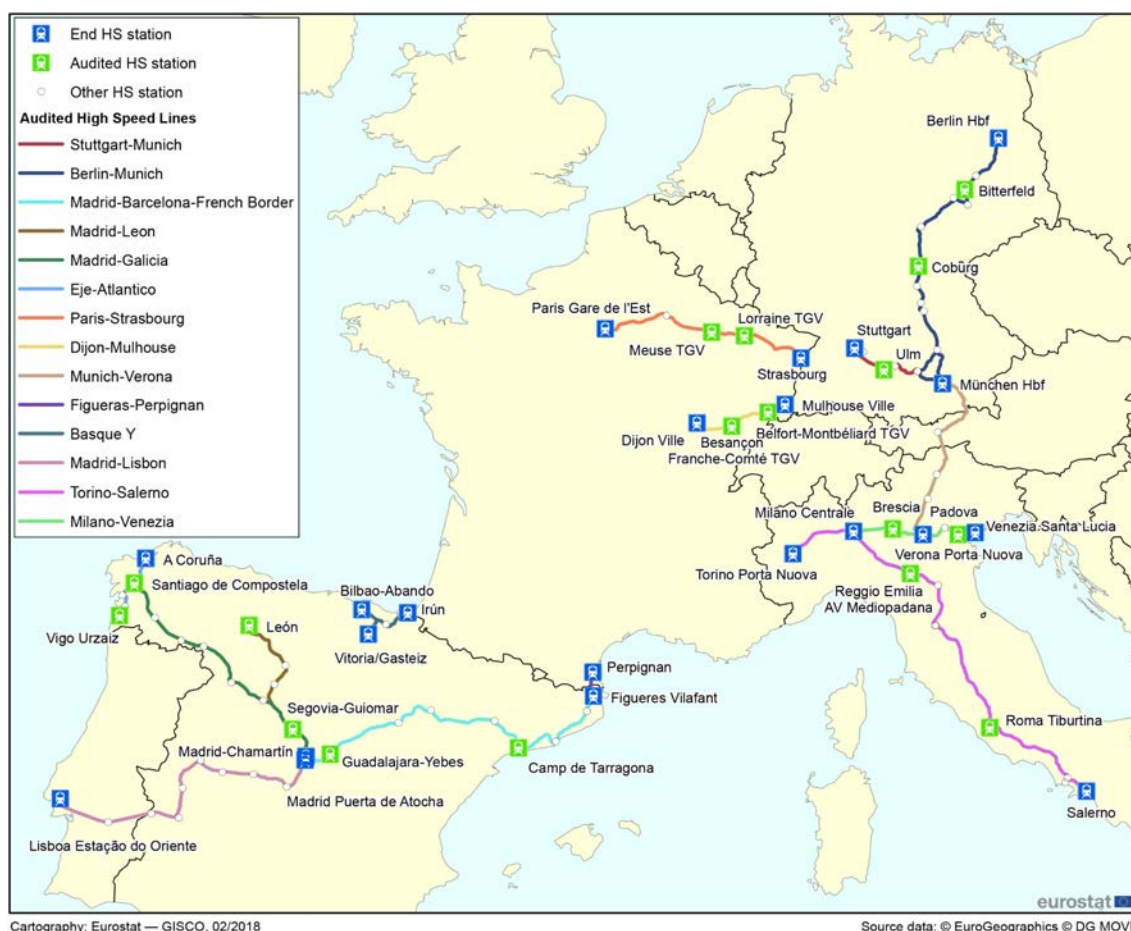 End HS station
Audited HS station
Other HS station
Audited High Speed Lines
Stuttgart-Munich
Berlin-Munich
Madrid-Barcelona-French Border
Madrid-Leon
Madrid-Galicia
Eje-Atlantico
Paris-Strasbourg
Dijon-Mulhouse
Munich-Verona
Figueras-Perpignan
Basque Y
Madrid-Lisbon
Torino-Salerno
Milano-Venezia
Berlin Hbf
Bitterfeld
Coburg
Paris Gare de l'Est
Lorraine TGV
Meuse TGV
Strasbourg
Stuttgart
Ulm
München Hbf
Mulhouse Ville
Dijon Ville
Belfort-Montbéliard TGV
Besançon
Franche-Comté TGV
Milano Centrale
Brescia
Padova
Venezia Santa Lucia
Verona Porta Nuova
Torino Porta Nuova
Reggio Emilia
AV Mediopadana
A Coruña
Santiago de Compostela
Vigo Urzaiz
León
Bilbao-Abando
Irún
Vitoria/Gasteiz
Perpignan
Figueres Vilafant
Segovia-Guiomar
Madrid-Chamartín
Guadalajara-Yebes
Camp de Tarragona
Madrid Puerta de Atocha
Lisboa Estação do Oriente
Roma Tiburtina
Salerno
eurostat
Cartography: Eurostat — GISCO, 02/2018
Source data: © EuroGeographics © DG MOVE